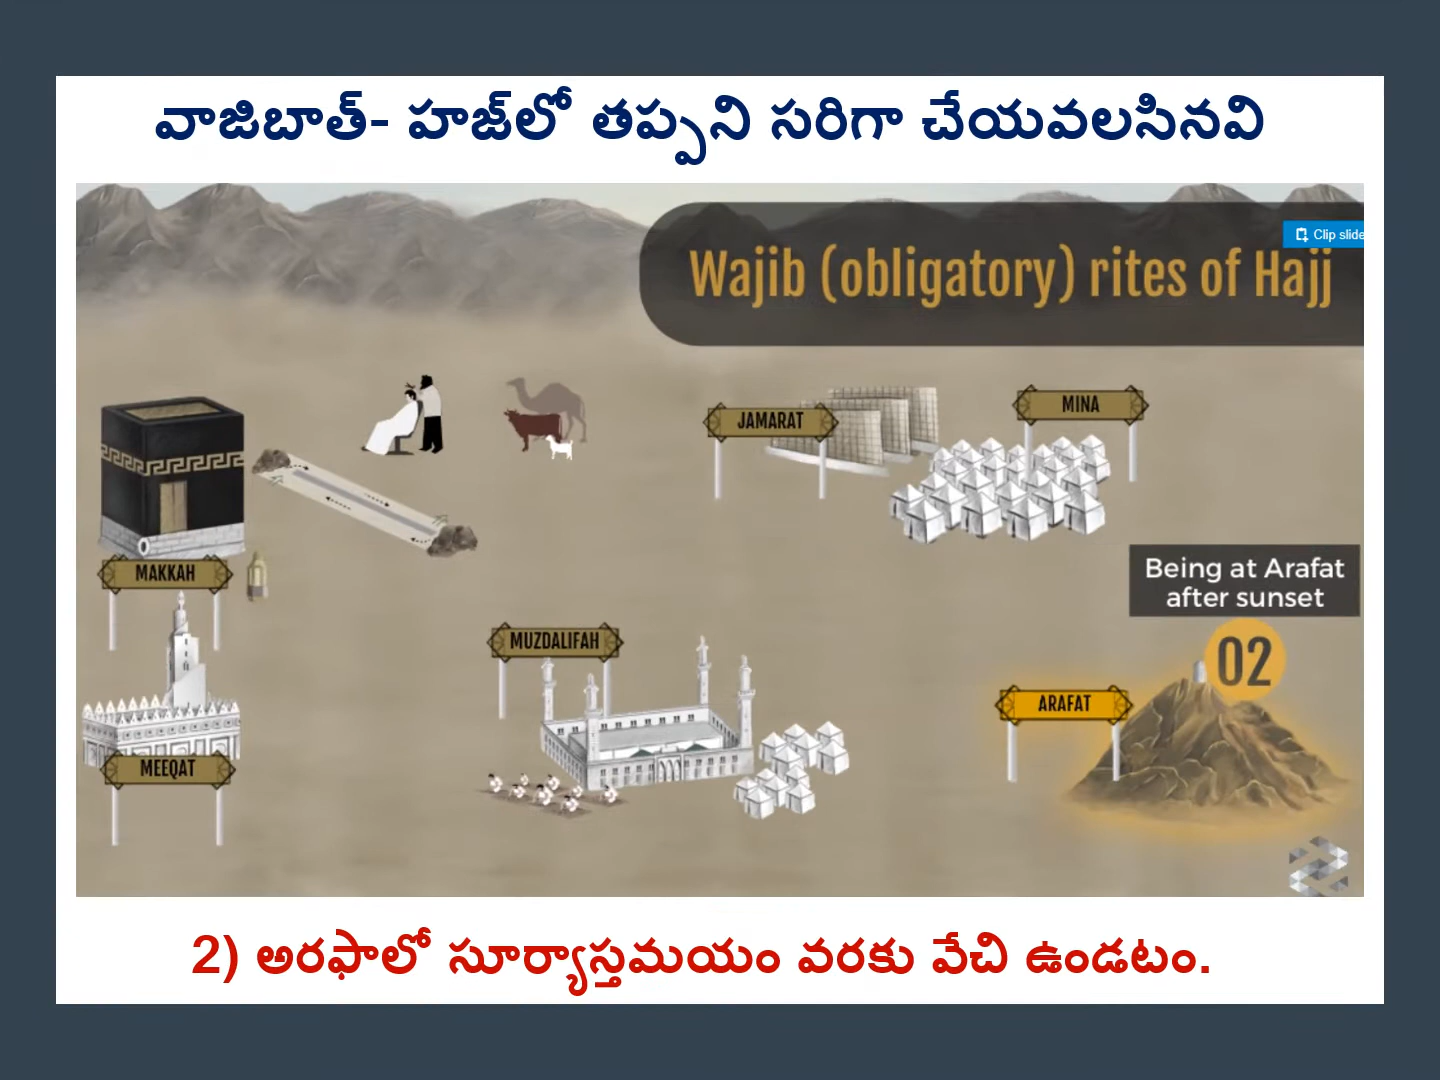 వాజిబాత్- హజ్‌లో తప్పని సరిగా చేయవలసినవి
Clip slide
Wajib (obligatory) rites of Hajj
JAMARAT
MINA
MAKKAH
Being at Arafat
after sunset
02
MUZDALIFAH
ARAFAT
MEEQAT
2) అరఫాలో సూర్యాస్తమయం వరకు వేచి ఉండటం.